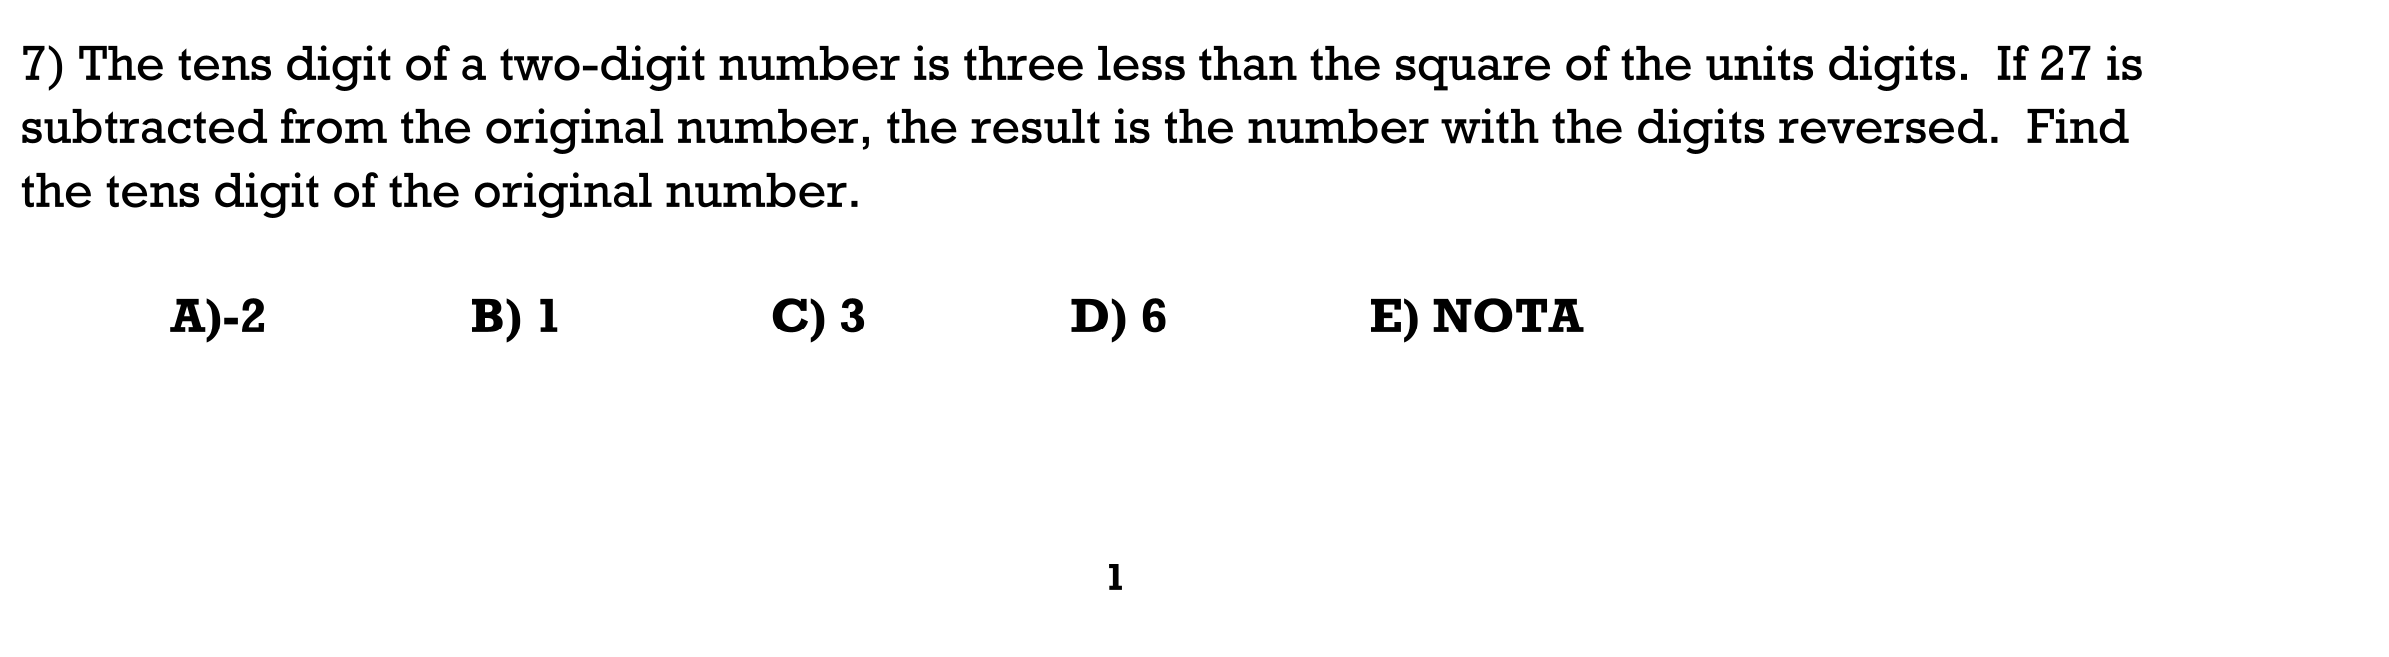 7) The tens digit of a two-digit number is three less than the square of the units digits.  If 27 is
subtracted from the original number, the result is the number with the digits reversed.  Find
the tens digit of the original number.
A)-2 B) 1 C) 3 D) 6 E) NOTA
1